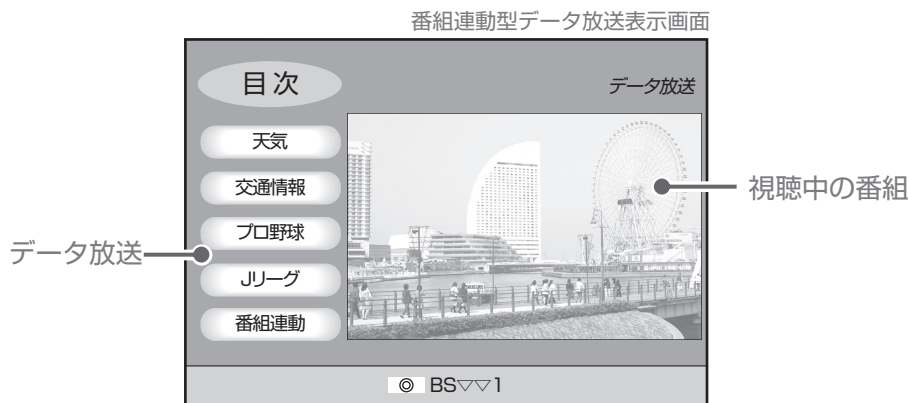 番組連動型データ放送表示画面
目次
データ放送
天気
交通情報
プロ野球
Jリーグ
番組連動
視聴中の番組
データ放送
◎ BS▽▽1